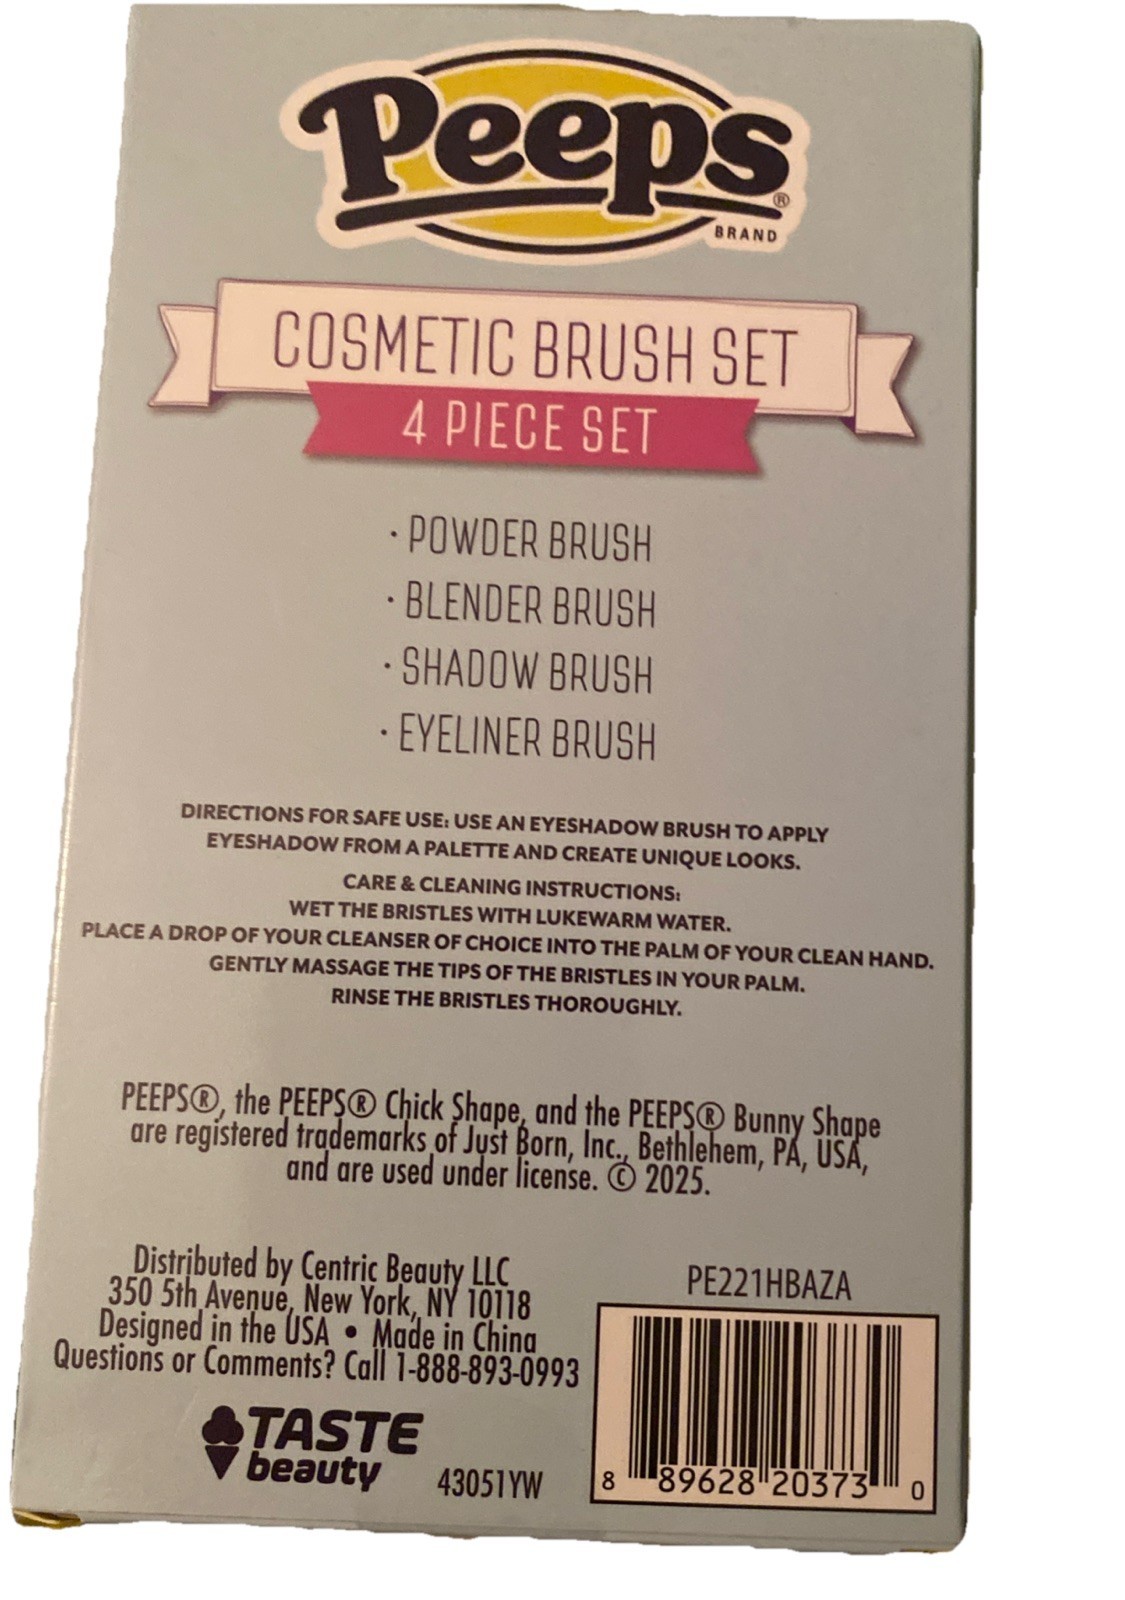 Peeps®
BRAND
COSMETIC BRUSH SET
4 PIECE SET
· POWDER BRUSH
· BLENDER BRUSH
· SHADOW BRUSH
· EYELINER BRUSH
DIRECTIONS FOR SAFE USE: USE AN EYESHADOW BRUSH TO APPLY
EYESHADOW FROM A PALETTE AND CREATE UNIQUE LOOKS.
CARE & CLEANING INSTRUCTIONS:
WET THE BRISTLES WITH LUKEWARM WATER.
PLACE A DROP OF YOUR CLEANSER OF CHOICE INTO THE PALM OF YOUR CLEAN HAND.
GENTLY MASSAGE THE TIPS OF THE BRISTLES IN YOUR PALM.
RINSE THE BRISTLES THOROUGHLY.
PEEPS®, the PEEPS® Chick Shape, and the PEEPS® Bunny Shape
are registered trademarks of Just Born, Inc., Bethlehem, PA, USA,
and are used under license. © 2025.
Distributed by Centric Beauty LLC
350 5th Avenue, New York, NY 10118
Designed in the USA • Made in China
Questions or Comments? Call 1-888-893-0993
TASTE
beauty
43051YW
PE221HBAZA
8 89628 20373 0